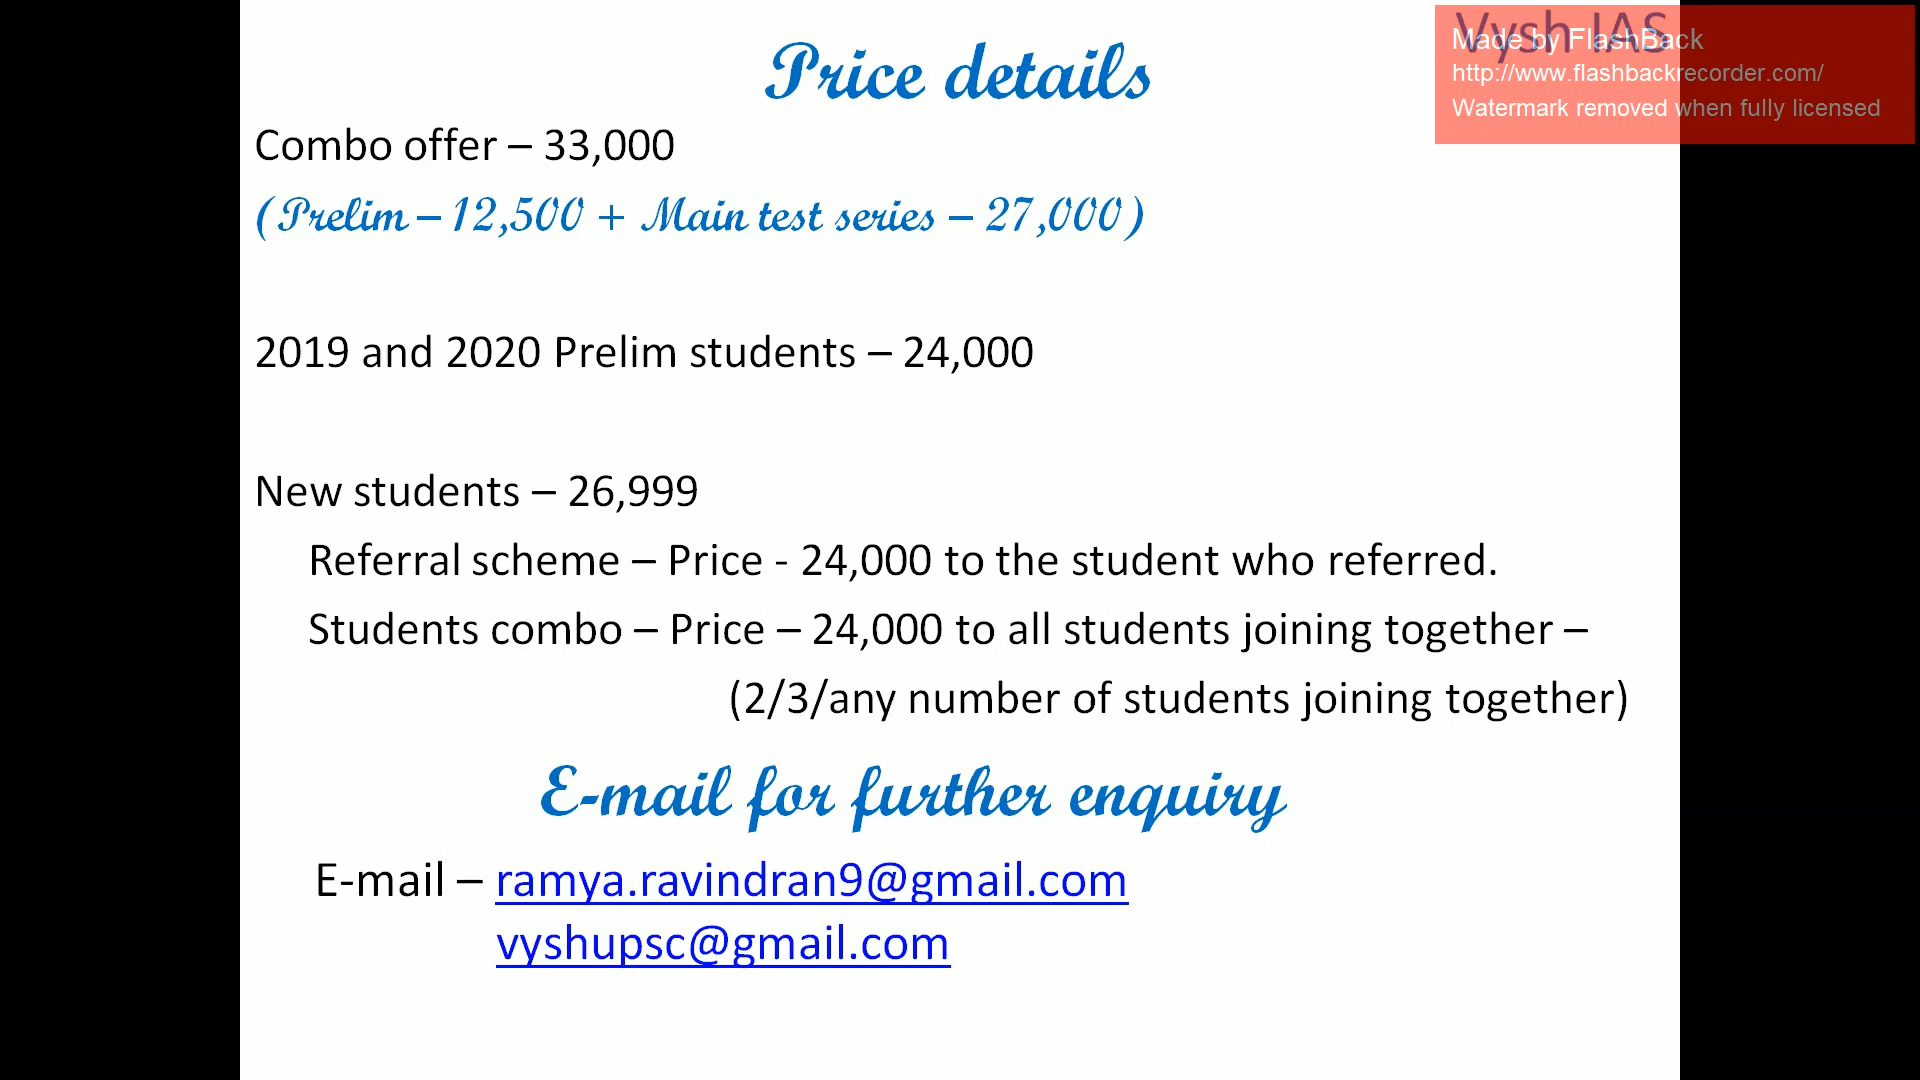 Price details
Vysh IAS
Made by FlashBack
http://www.flashbackrecorder.com/
Watermark removed when fully licensed
Combo offer – 33,000
(Prelim – 12,500 + Main test series – 27,000)
2019 and 2020 Prelim students – 24,000
New students – 26,999
Referral scheme – Price - 24,000 to the student who referred.
Students combo – Price – 24,000 to all students joining together –
(2/3/any number of students joining together)
E-mail for further enquiry
E-mail – ramya.ravindran9@gmail.com
vyshupsc@gmail.com